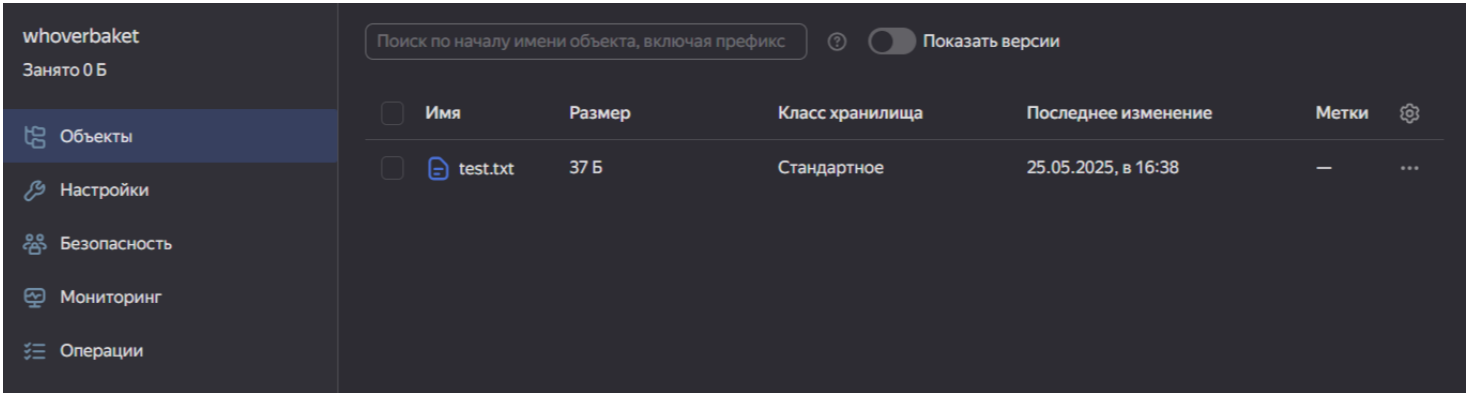 whoverbaket
Занято 0 Б
Объекты
Настройки
Безопасность
Мониторинг
Операции
Поиск по началу имени объекта, включая префикс
Показать версии
Имя Размер Класс хранилища Последнее изменение Метки
test.txt 37 Б Стандартное 25.05.2025, в 16:38 —